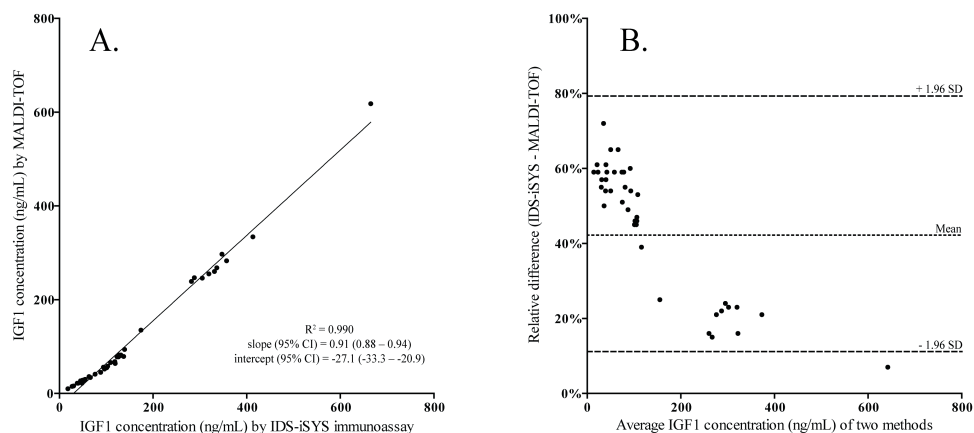 A.
IGF1 concentration (ng/mL) by MALDI-TOF
800
600
400
200
0
0 200 400 600 800
R² = 0.990
slope (95% CI) = 0.91 (0.88 – 0.94)
intercept (95% CI) = -27.1 (-33.3 – -20.9)
IGF1 concentration (ng/mL) by IDS-iSYS immunoassay
B.
Relative difference (IDS-iSYS - MALDI-TOF)
100%
80%
60%
40%
20%
0%
+ 1.96 SD
Mean
- 1.96 SD
0 200 400 600 800
Average IGF1 concentration (ng/mL) of two methods